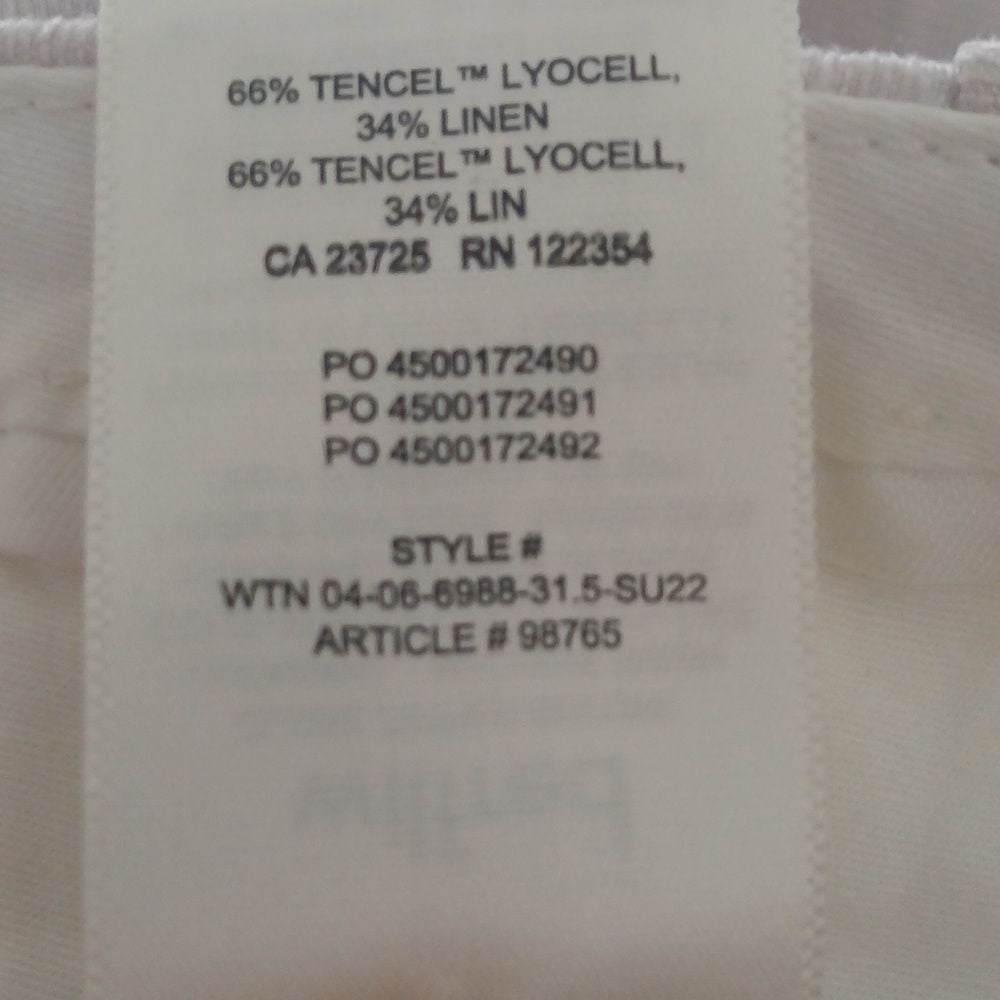 66% TENCEL™ LYOCELL,
34% LINEN
66% TENCEL™ LYOCELL,
34% LIN
CA 23725 RN 122354
PO 4500172490
PO 4500172491
PO 4500172492
STYLE #
WTN 04-06-6988-31.5-SU22
ARTICLE # 98765